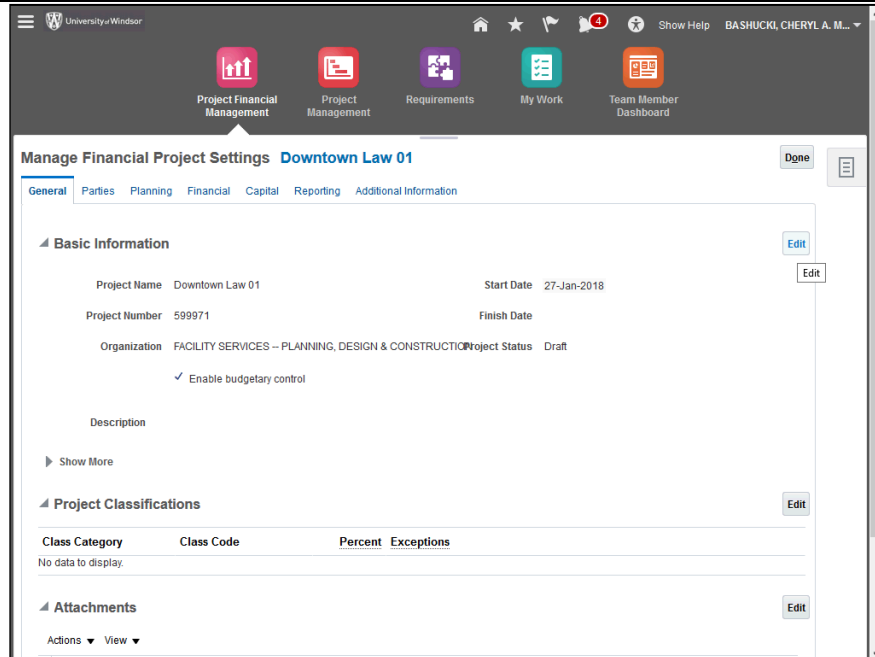 University of Windsor
4
Show Help
BASHUCKI, CHERYL A. M...
Project Financial Management
Project Management
Requirements
My Work
Team Member Dashboard
Manage Financial Project Settings Downtown Law 01
Done
General Parties Planning Financial Capital Reporting Additional Information
Basic Information
Edit
Edit
Project Name Downtown Law 01
Start Date 27-Jan-2018
Project Number 599971
Finish Date
Organization FACILITY SERVICES -- PLANNING, DESIGN & CONSTRUCTION
Project Status Draft
Enable budgetary control
Description
Show More
Project Classifications
Edit
Class Category Class Code Percent Exceptions
No data to display.
Attachments
Edit
Actions View